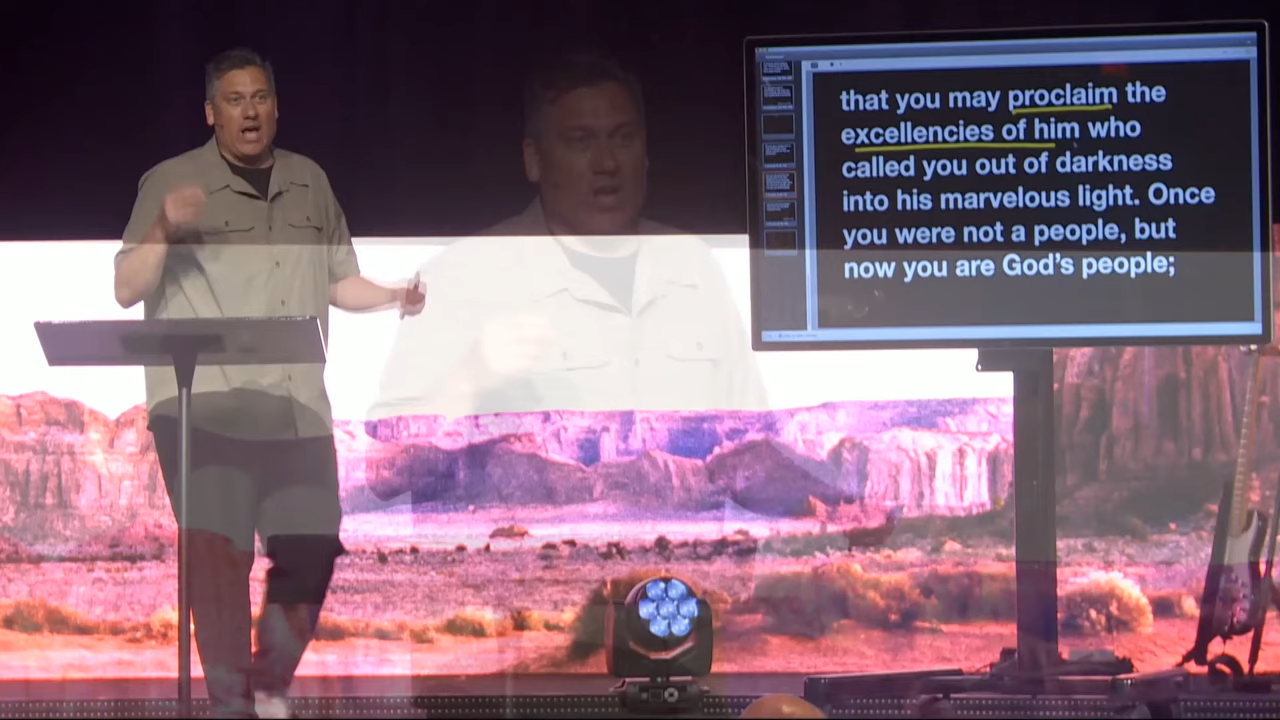 that you may proclaim the
excellencies of him who
called you out of darkness
into his marvelous light. Once
you were not a people, but
now you are God's people;